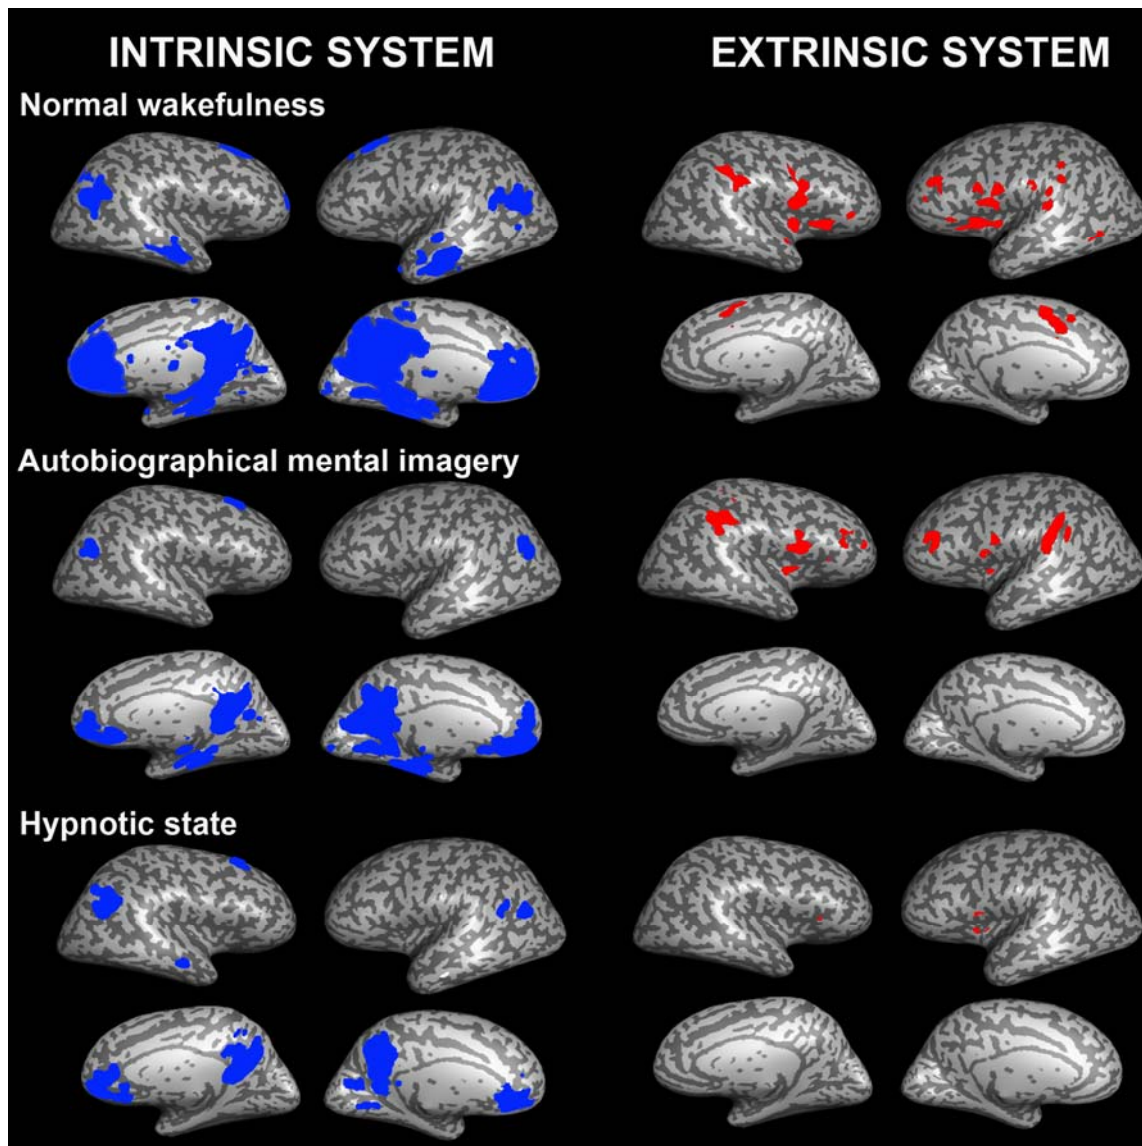 INTRINSIC SYSTEM
EXTRINSIC SYSTEM
Normal wakefulness
Autobiographical mental imagery
Hypnotic state